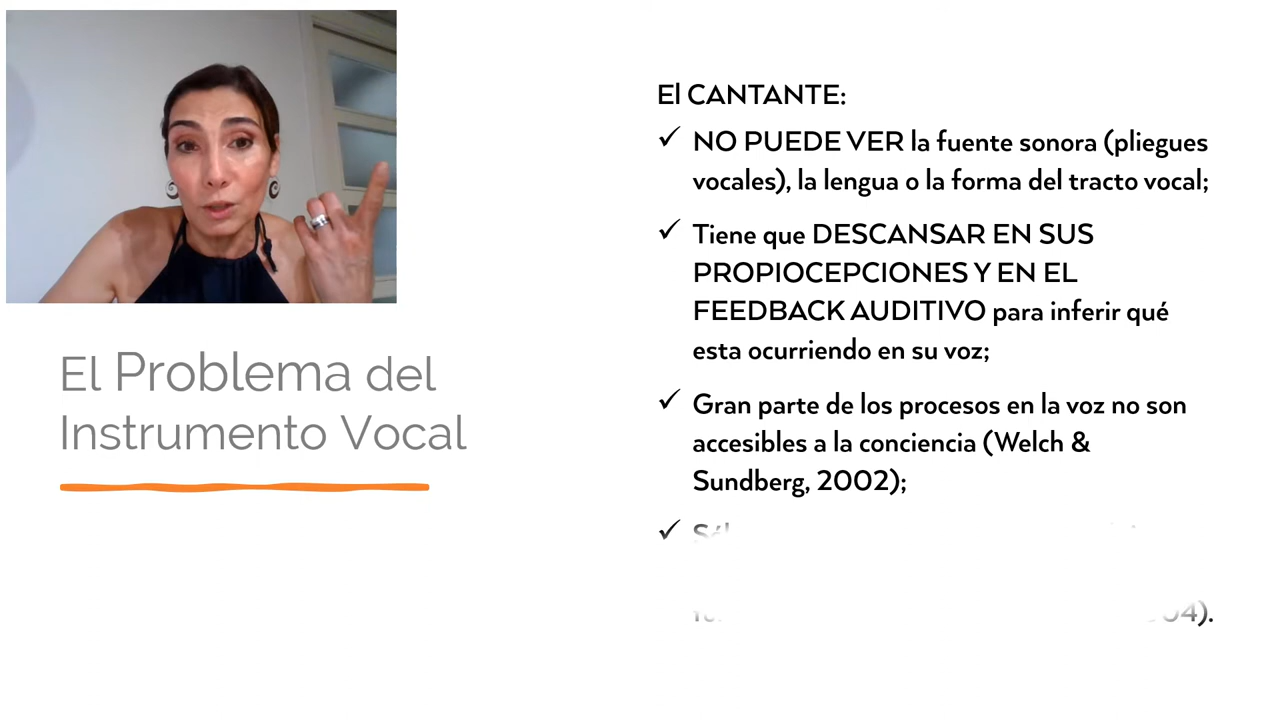 El Problema del
Instrumento Vocal
El CANTANTE:
✓ NO PUEDE VER la fuente sonora (pliegues
vocales), la lengua o la forma del tracto vocal;
✓ Tiene que DESCANSAR EN SUS
PROPIOCEPCIONES Y EN EL
FEEDBACK AUDITIVO para inferir qué
esta ocurriendo en su voz;
✓ Gran parte de los procesos en la voz no son
accesibles a la conciencia (Welch &
Sundberg, 2002);
✓